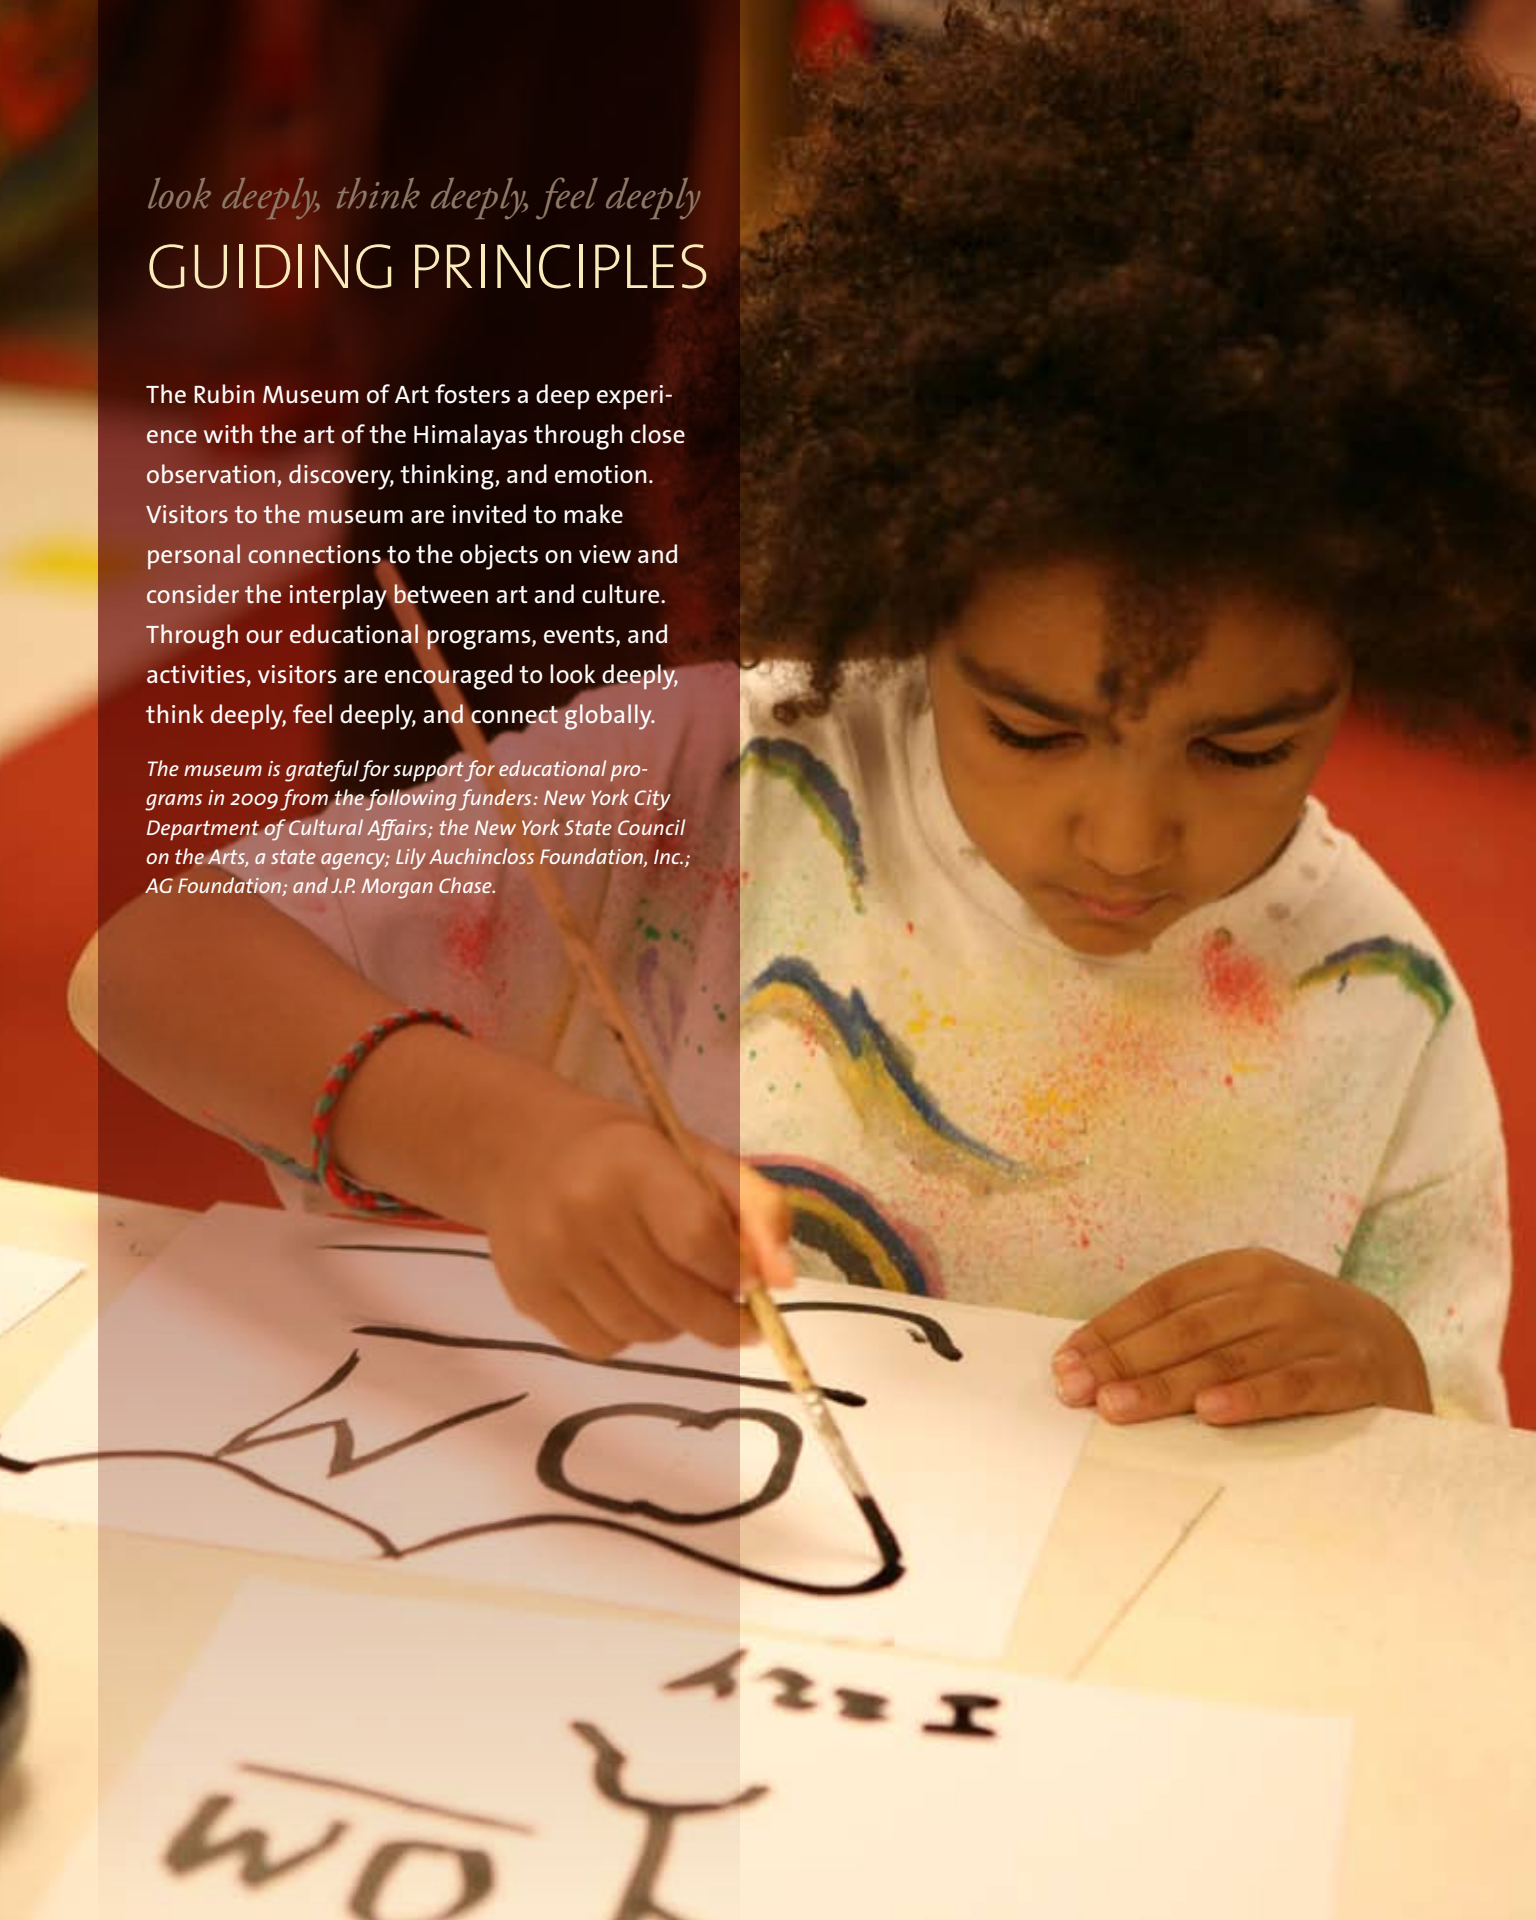 look deeply, think deeply, feel deeply
GUIDING PRINCIPLES
The Rubin Museum of Art fosters a deep experi-
ence with the art of the Himalayas through close
observation, discovery, thinking, and emotion.
Visitors to the museum are invited to make
personal connections to the objects on view and
consider the interplay between art and culture.
Through our educational programs, events, and
activities, visitors are encouraged to look deeply,
think deeply, feel deeply, and connect globally.
The museum is grateful for support for educational pro-
grams in 2009 from the following funders: New York City
Department of Cultural Affairs; the New York State Council
on the Arts, a state agency; Lily Auchincloss Foundation, Inc.;
AG Foundation; and J.P. Morgan Chase.